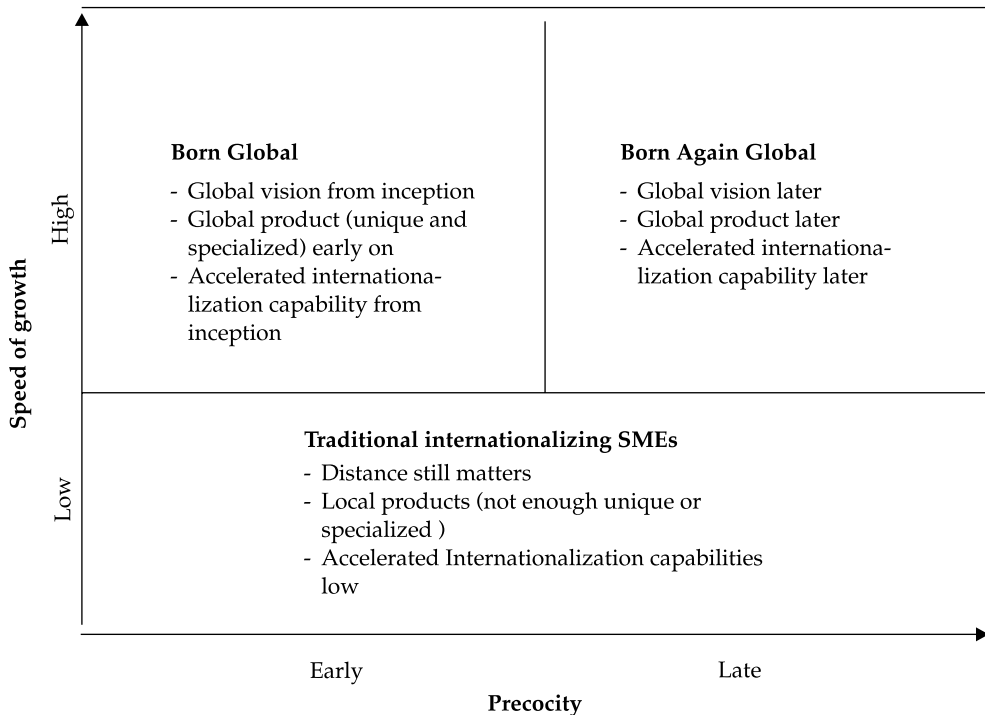 Speed of growth
High
Low
Born Global
- Global vision from inception
- Global product (unique and
specialized) early on
- Accelerated internationa-
lization capability from
inception
Born Again Global
- Global vision later
- Global product later
- Accelerated internationa-
lization capability later
Traditional internationalizing SMEs
- Distance still matters
- Local products (not enough unique or
specialized )
- Accelerated Internationalization capabilities
low
Early
Late
Precocity